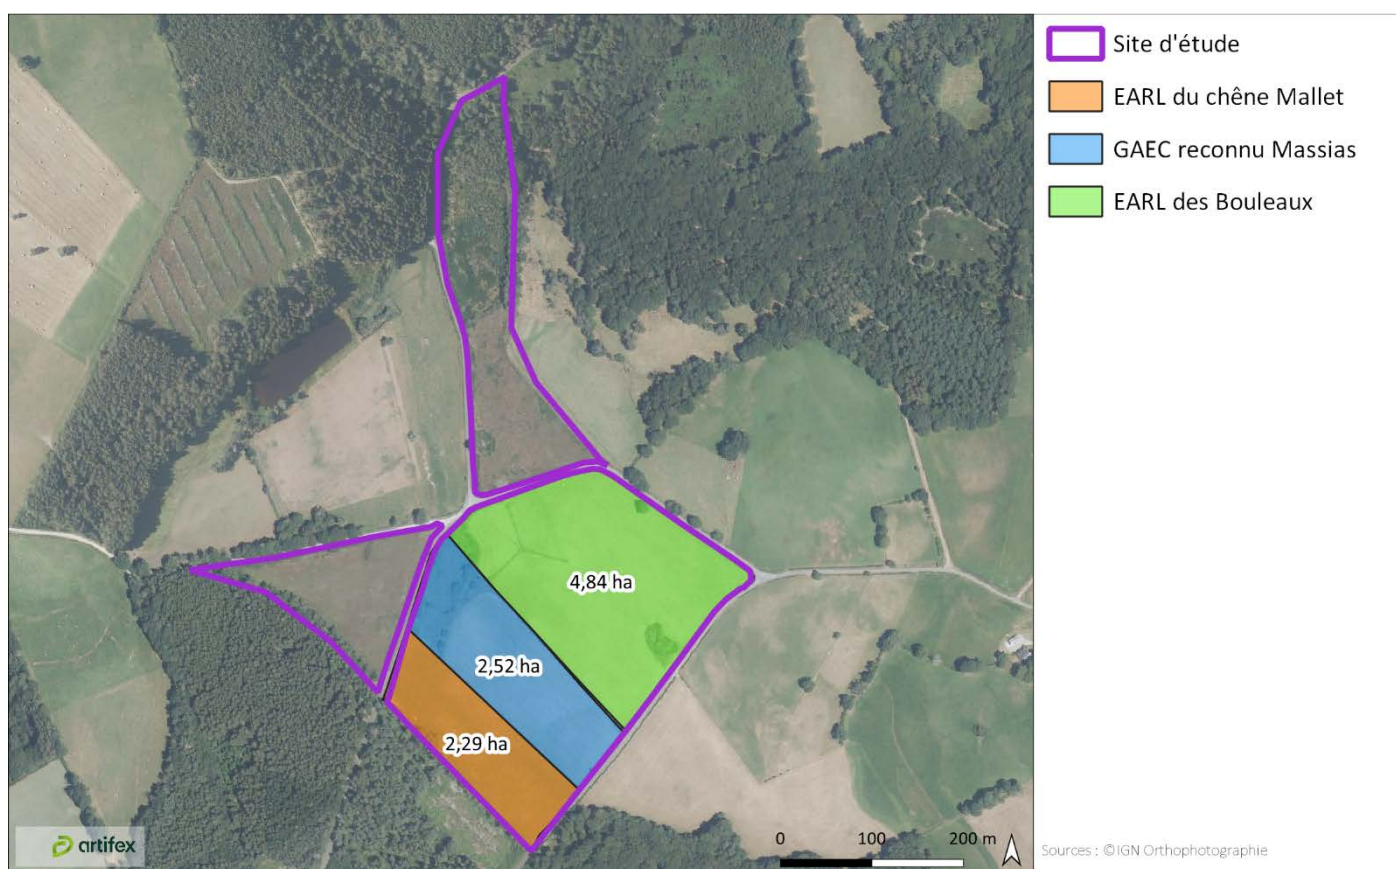 Site d'étude
EARL du chêne Mallet
GAEC reconnu Massias
EARL des Bouleaux
4,84 ha
2,52 ha
2,29 ha
artifex
0 100 200 m
Sources : ©IGN Orthophotographie